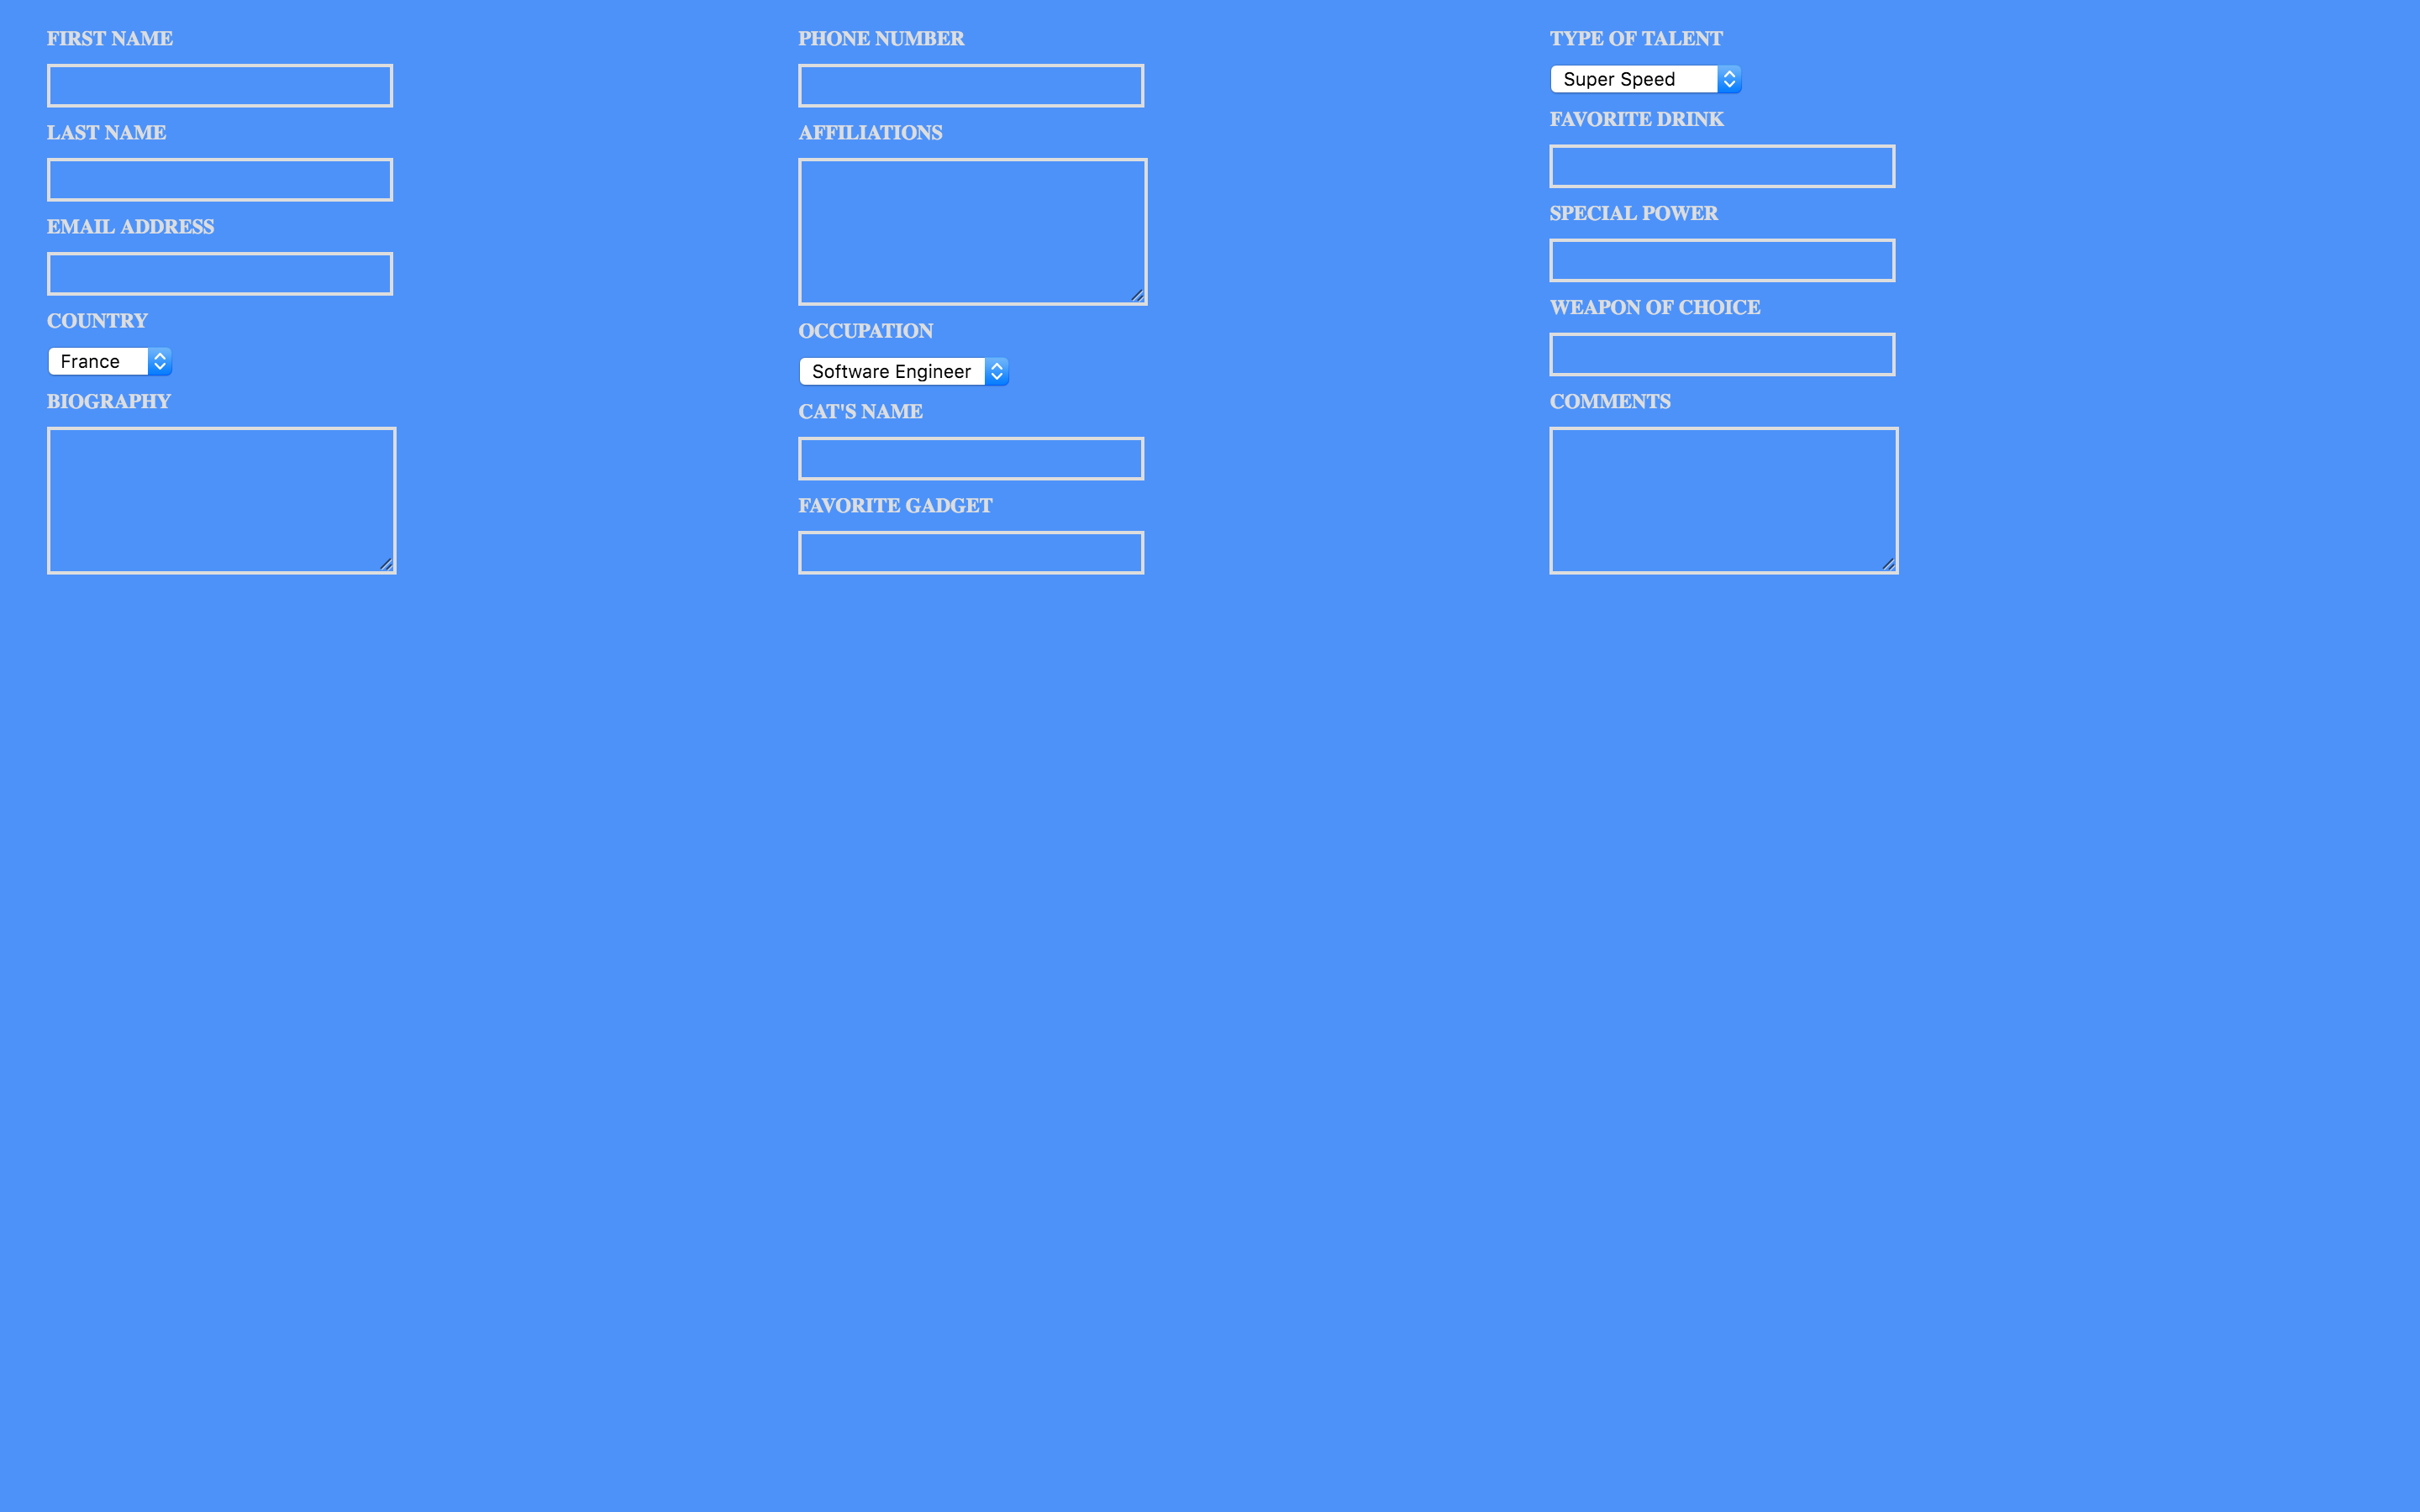 FIRST NAME
LAST NAME
EMAIL ADDRESS
COUNTRY
France
BIOGRAPHY
PHONE NUMBER
AFFILIATIONS
OCCUPATION
Software Engineer
CAT'S NAME
FAVORITE GADGET
TYPE OF TALENT
Super Speed
FAVORITE DRINK
SPECIAL POWER
WEAPON OF CHOICE
COMMENTS